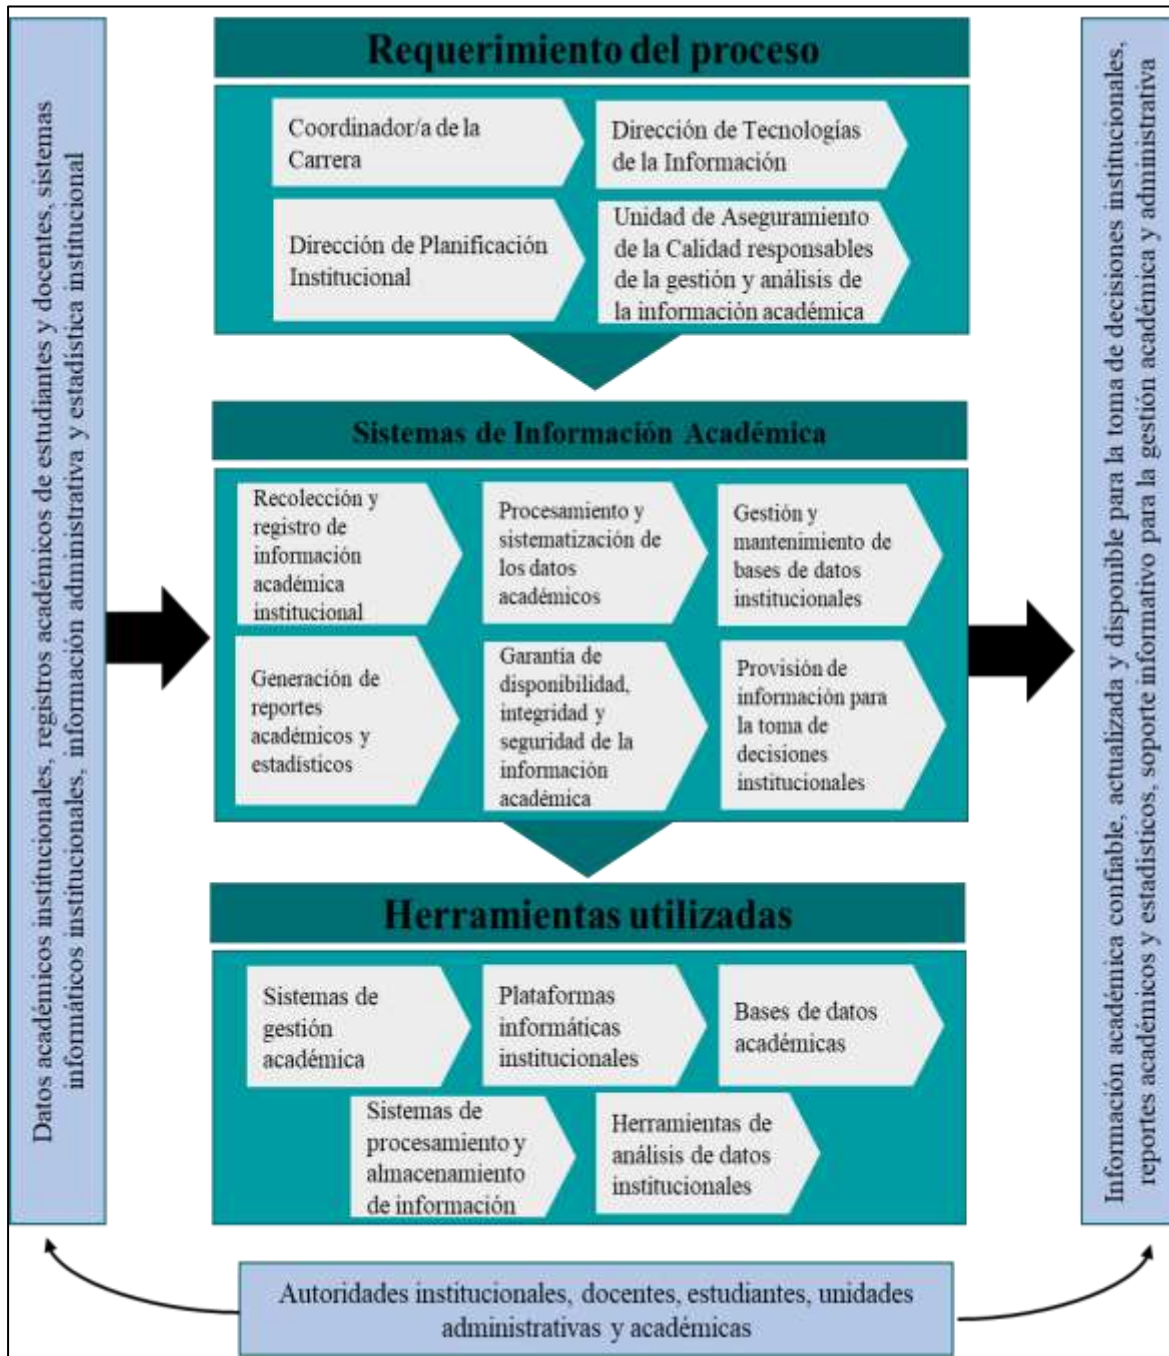 Datos académicos institucionales, registros académicos de estudiantes y docentes, sistemas
informáticos institucionales, información administrativa y estadística institucional
Requerimiento del proceso
Coordinador/a de la
Carrera
Dirección de Tecnologías
de la Información
Dirección de Planificación
Institucional
Unidad de Aseguramiento
de la Calidad responsables
de la gestión y análisis de
la información académica
Sistemas de Información Académica
Recolección y
registro de
información
académica
institucional
Procesamiento y
sistematización de
los datos
académicos
Gestión y
mantenimiento de
bases de datos
institucionales
Generación de
reportes
académicos y
estadísticos
Garantía de
disponibilidad,
integridad y
seguridad de la
información
académica
Provisión de
información para
la toma de
decisiones
institucionales
Herramientas utilizadas
Sistemas de
gestión
académica
Plataformas
informáticas
institucionales
Bases de datos
académicas
Sistemas de
procesamiento y
almacenamiento
de información
Herramientas de
análisis de datos
institucionales
Información académica confiable, actualizada y disponible para la toma de decisiones institucionales,
reportes académicos y estadísticos, soporte informativo para la gestión académica y administrativa
Autoridades institucionales, docentes, estudiantes, unidades
administrativas y académicas